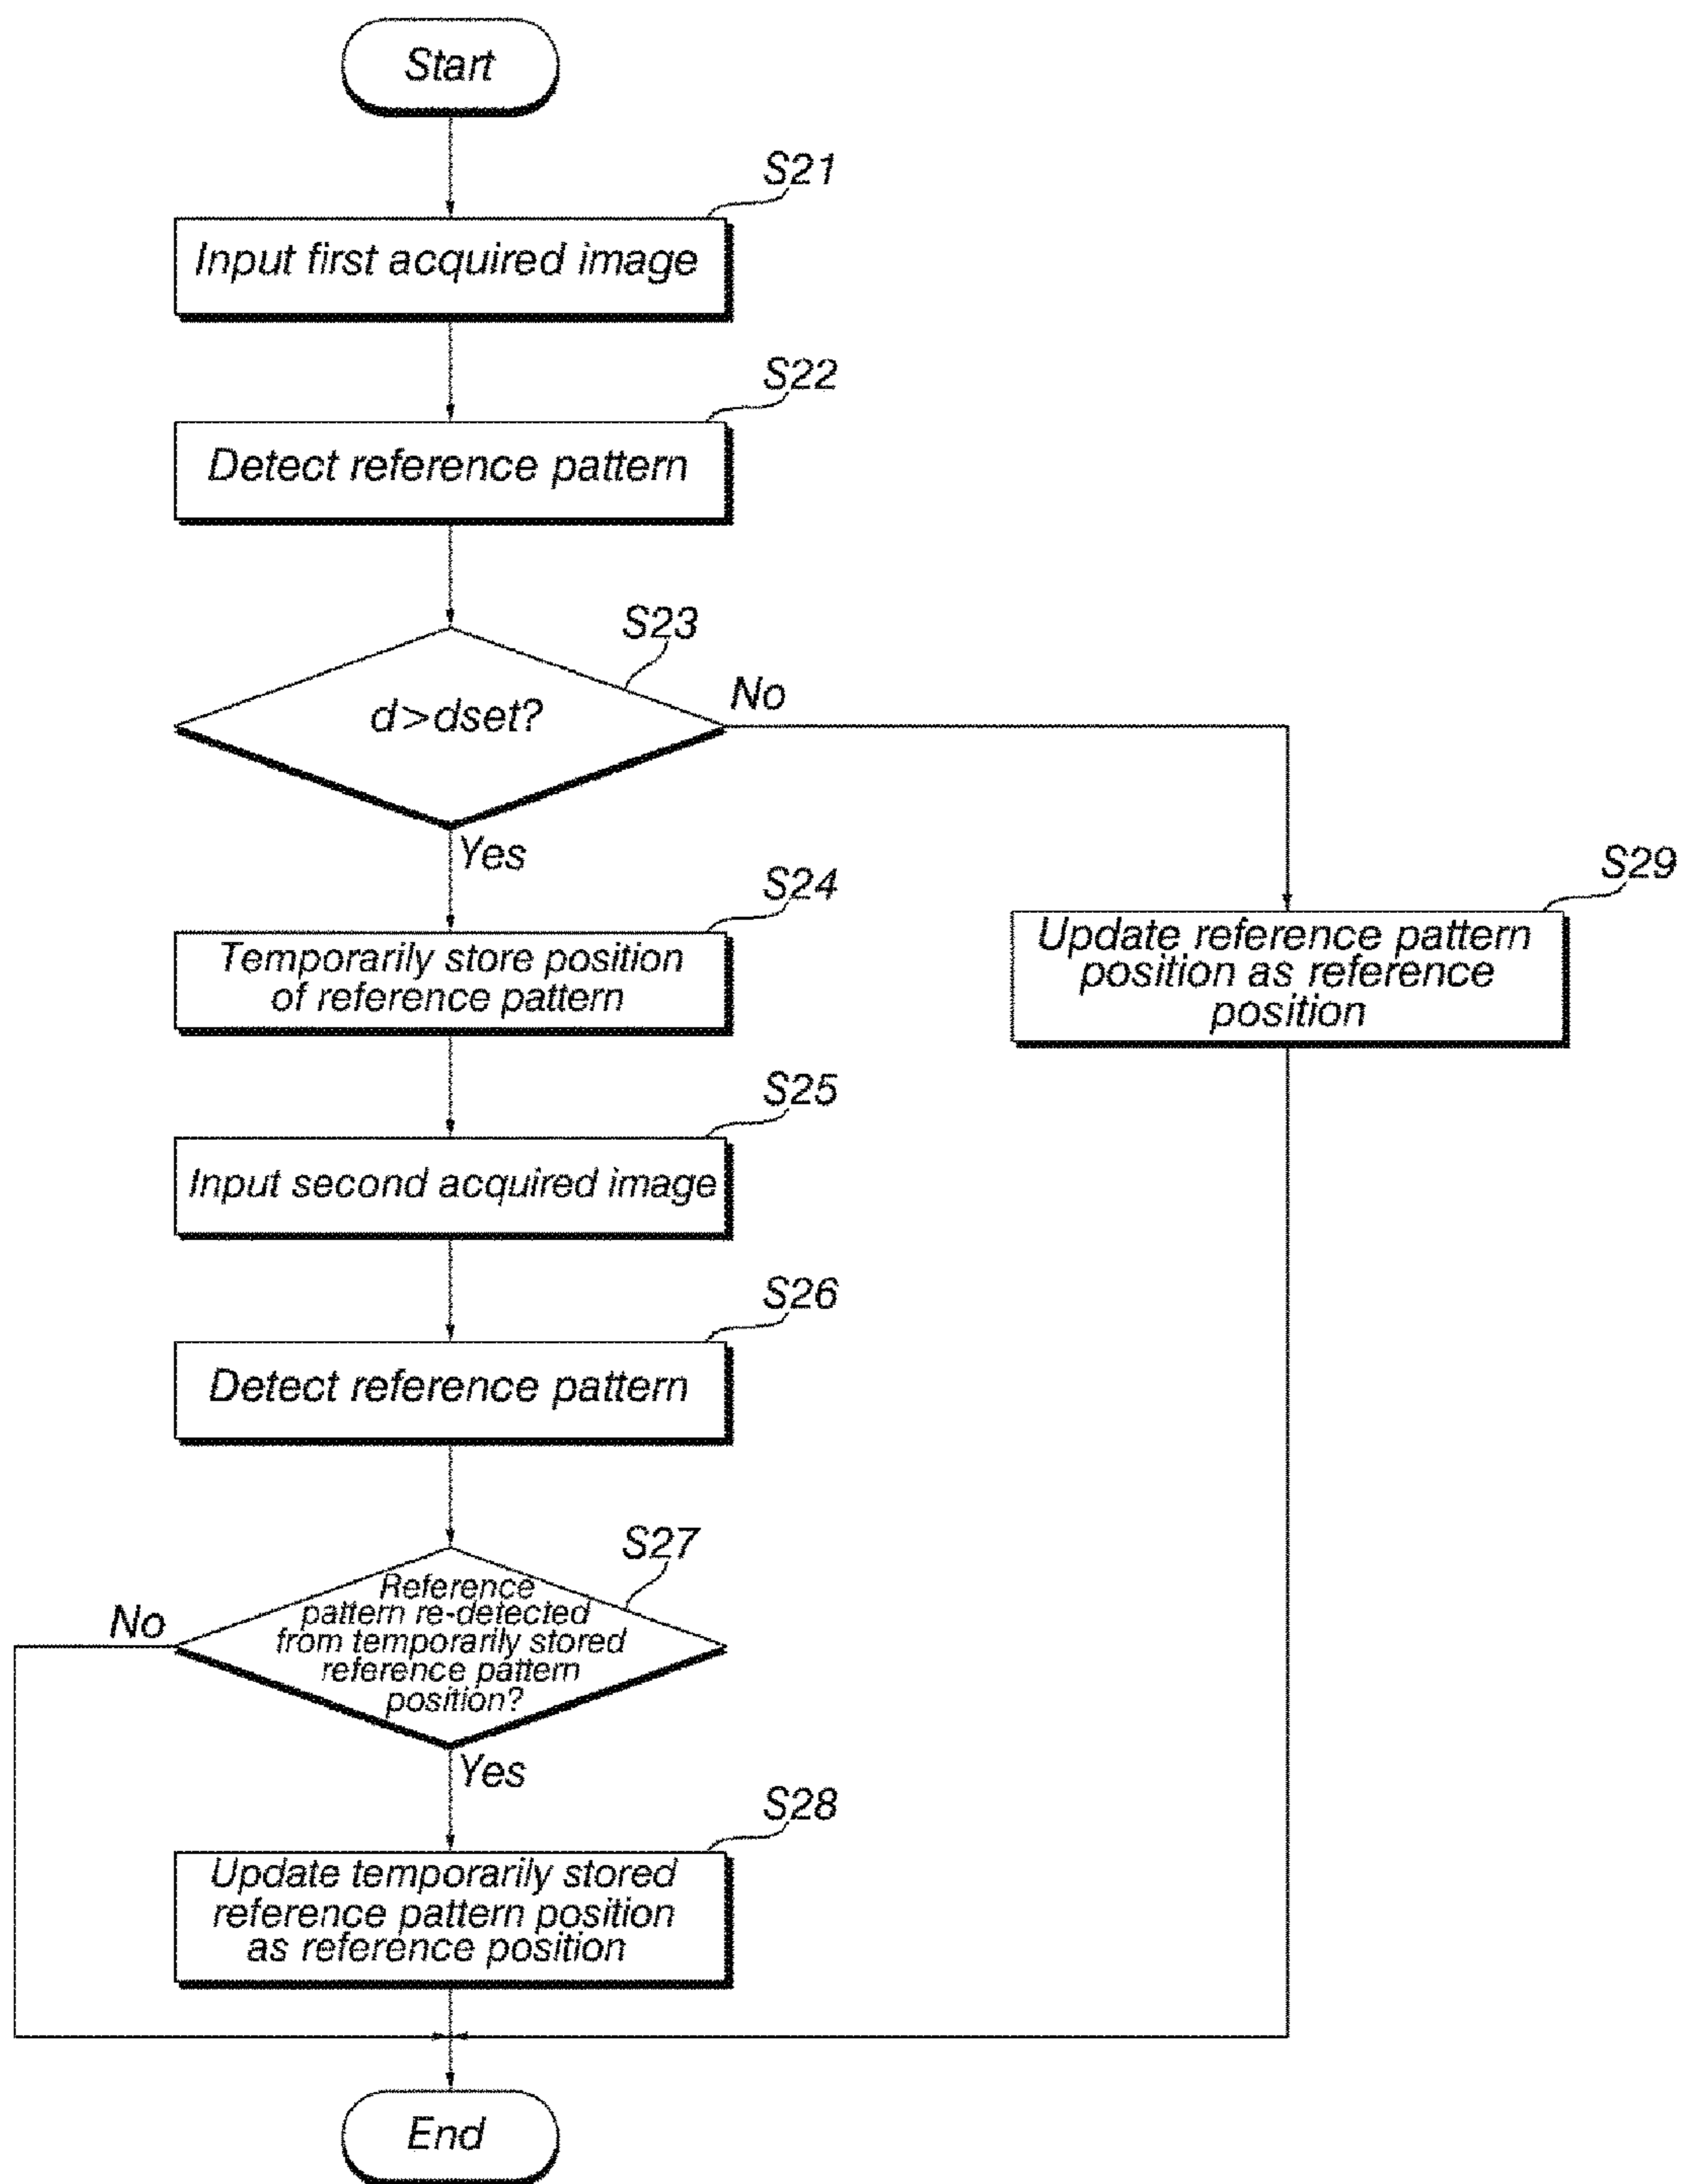 Start
S21
Input first acquired image
S22
Detect reference pattern
S23
d>dset?
No
Yes
S24
Temporarily store position
of reference pattern
S29
Update reference pattern
position as reference
position
S25
Input second acquired image
S26
Detect reference pattern
S27
Reference
pattern re-detected
from temporarily stored
reference pattern
position?
No
Yes
S28
Update temporarily stored
reference pattern position
as reference position
End